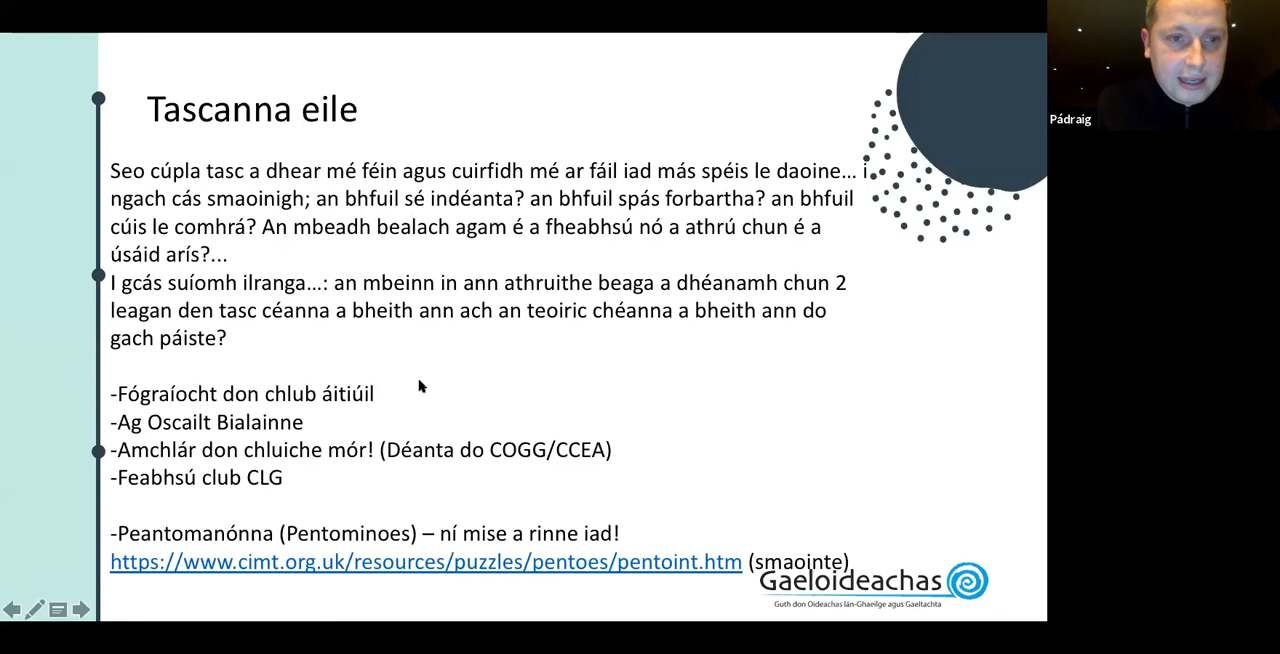 Tascanna eile
Seo cúpla tasc a dhear mé féin agus cuirfidh mé ar fáil iad más spéis le daoine... i
ngach cás smaoinigh; an bhfuil sé indéanta? an bhfuil spás forbartha? an bhfuil
cúis le comhrá? An mbeadh bealach agam é a fheabhsú nó a athrú chun é a
úsáid arís?...
I gcás suíomh ilranga...: an mbeinn in ann athruithe beaga a dhéanamh chun 2
leagan den tasc céanna a bheith ann ach an teoiric chéanna a bheith ann do
gach páiste?
-Fógraíocht don chlub áitiúil
-Ag Oscailt Bialainne
-Amchlár don chluiche mór! (Déanta do COGG/CCEA)
-Feabhsú club CLG
-Peantomanónna (Pentominoes) – ní mise a rinne iad!
https://www.cimt.org.uk/resources/puzzles/pentoes/pentoint.htm (smaointe)
Gaeloideachas
Guth don Oideachas lán-Ghaeilge agus Gaeltachta
Pádraig